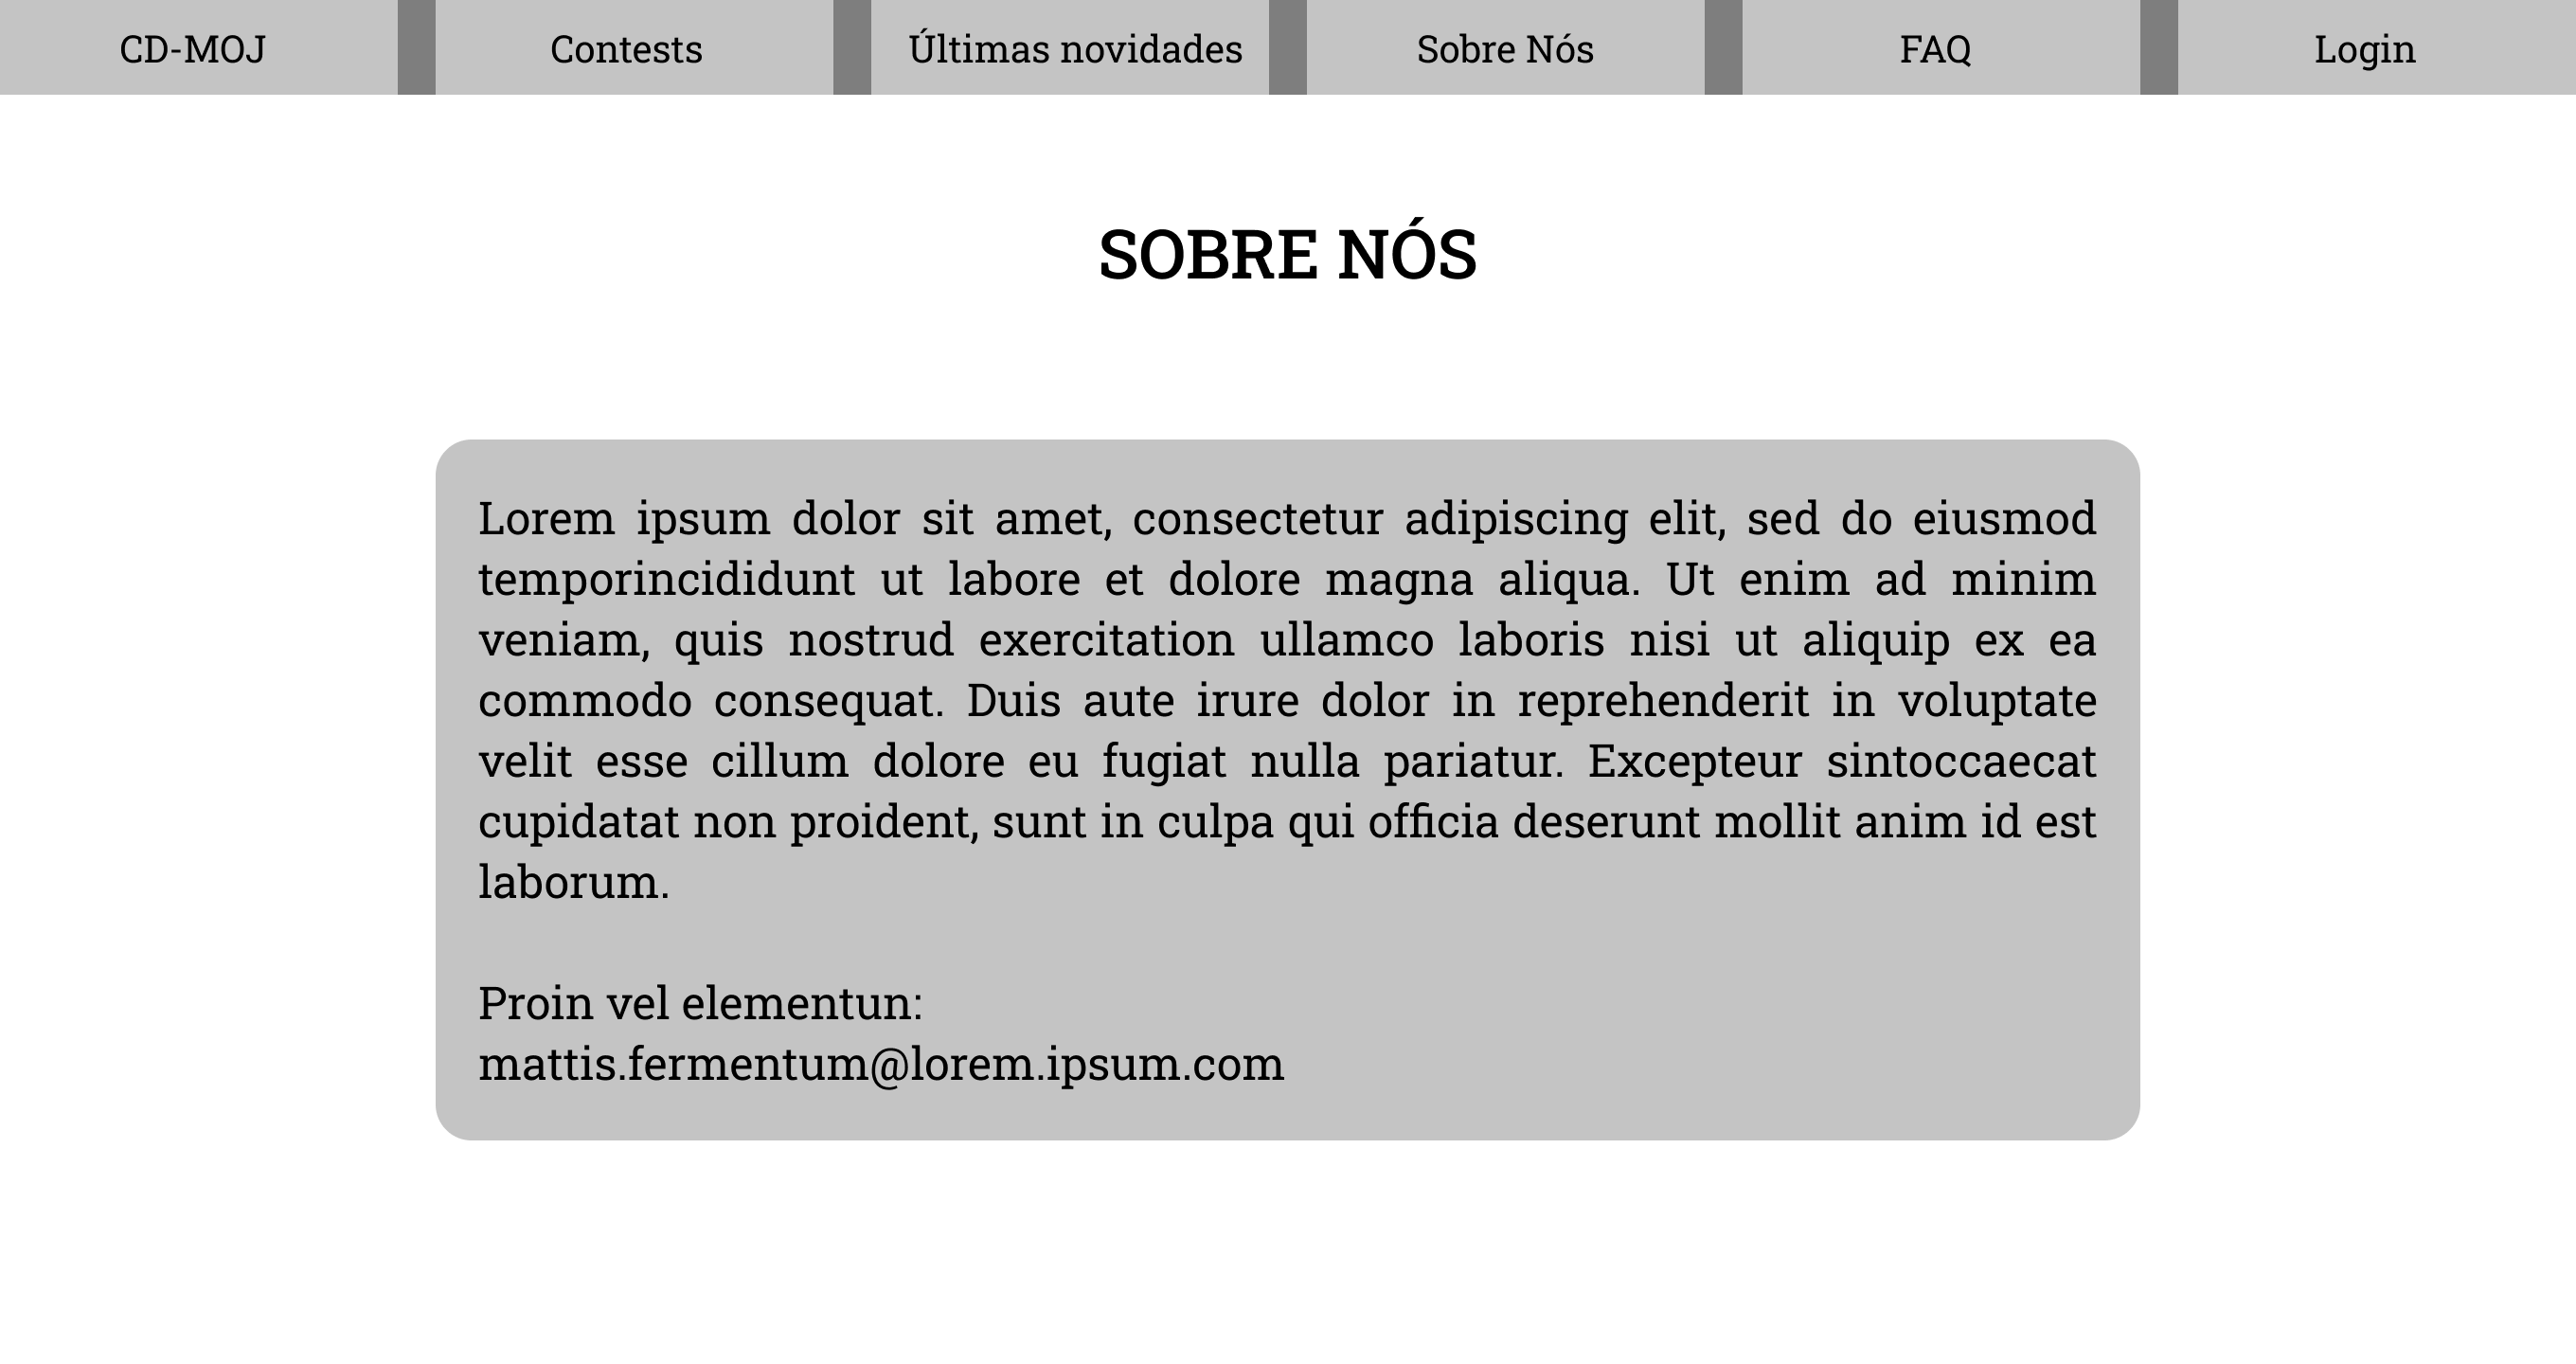 CD-MOJ Contests Últimas novidades Sobre Nós FAQ Login
SOBRE NÓS
Lorem ipsum dolor sit amet, consectetur adipiscing elit, sed do eiusmod
temporincididunt ut labore et dolore magna aliqua. Ut enim ad minim
veniam, quis nostrud exercitation ullamco laboris nisi ut aliquip ex ea
commodo consequat. Duis aute irure dolor in reprehenderit in voluptate
velit esse cillum dolore eu fugiat nulla pariatur. Excepteur sintoccaecat
cupidatat non proident, sunt in culpa qui officia deserunt mollit anim id est
laborum.
Proin vel elementun:
mattis.fermentum@lorem.ipsum.com